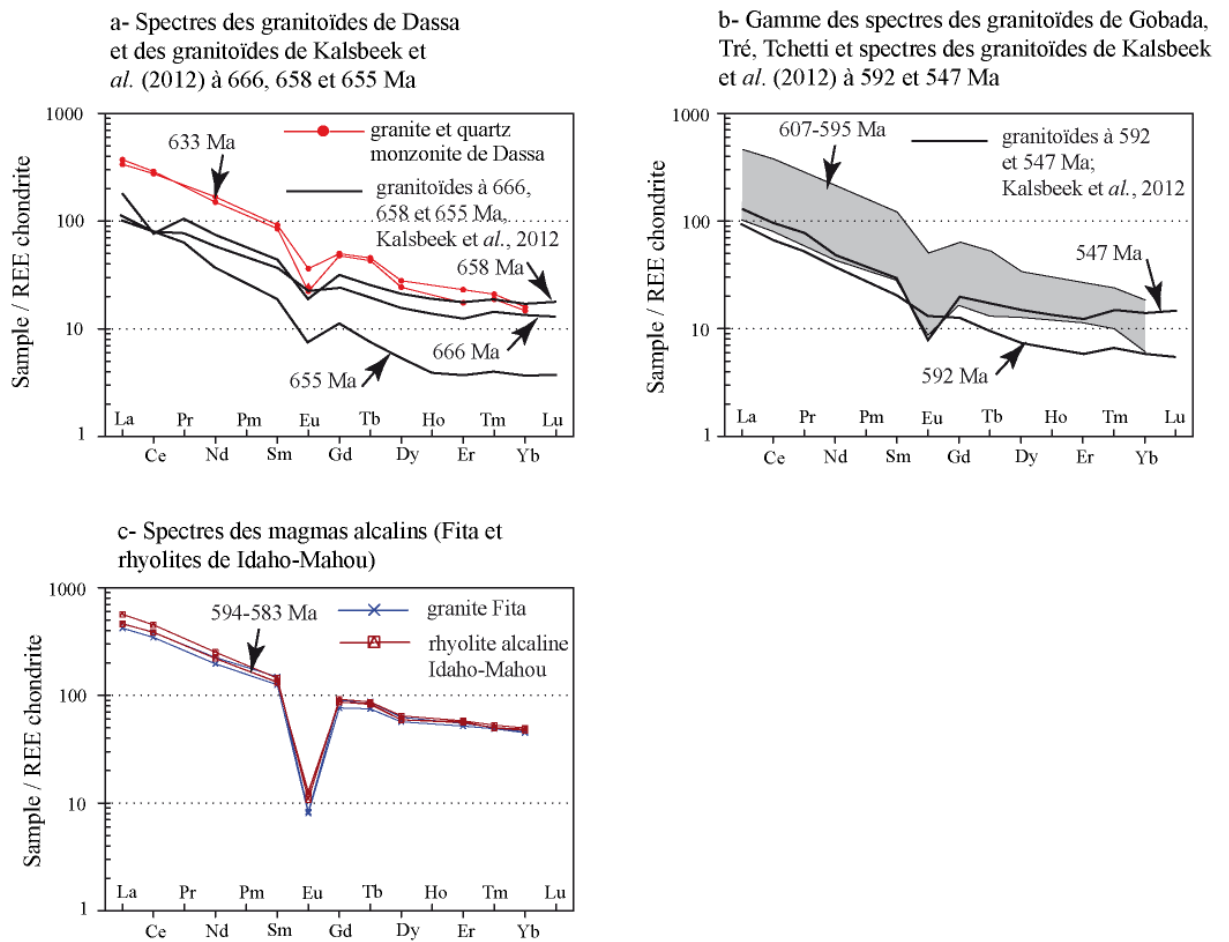 a- Spectres des granitoïdes de Dassa
et des granitoïdes de Kalsbeek et
al. (2012) à 666, 658 et 655 Ma
1000
100
10
1
Sample / REE chondrite
633 Ma
granite et quartz
monzonite de Dassa
granitoïdes à 666,
658 et 655 Ma,
Kalsbeek et al., 2012
658 Ma
666 Ma
655 Ma
La Pr Pm Eu Tb Ho Tm Lu
Ce Nd Sm Gd Dy Er Yb
b- Gamme des spectres des granitoïdes de Gobada,
Tré, Tchetti et spectres des granitoïdes de Kalsbeek
et al. (2012) à 592 et 547 Ma
1000
100
10
1
Sample / REE chondrite
607-595 Ma
granitoïdes à 592
et 547 Ma;
Kalsbeek et al., 2012
547 Ma
592 Ma
La Pr Pm Eu Tb Ho Tm Lu
Ce Nd Sm Gd Dy Er Yb
c- Spectres des magmas alcalins (Fita et
rhyolites de Idaho-Mahou)
1000
100
10
1
Sample / REE chondrite
594-583 Ma
granite Fita
rhyolite alcaline
Idaho-Mahou
La Pr Pm Eu Tb Ho Tm Lu
Ce Nd Sm Gd Dy Er Yb